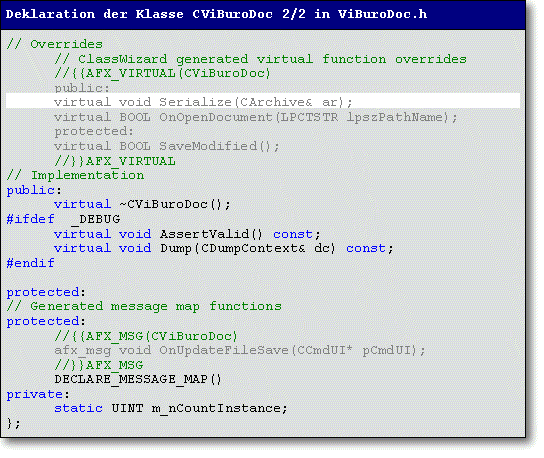 Deklaration der Klasse CViBuroDoc 2/2 in ViBuroDoc.h
// Overrides
// ClassWizard generated virtual function overrides
//{{AFX_VIRTUAL(CViBuroDoc)
public:
virtual void Serialize(CArchive& ar);
virtual BOOL OnOpenDocument(LPCTSTR lpszPathName);
protected:
virtual BOOL SaveModified();
//}}AFX_VIRTUAL
// Implementation
public:
virtual ~CViBuroDoc();
#ifdef _DEBUG
virtual void AssertValid() const;
virtual void Dump(CDumpContext& dc) const;
#endif
protected:
// Generated message map functions
protected:
//{{AFX_MSG(CViBuroDoc)
afx_msg void OnUpdateFileSave(CCmdUI* pCmdUI);
//}}AFX_MSG
DECLARE_MESSAGE_MAP()
private:
static UINT m_nCountInstance;
};